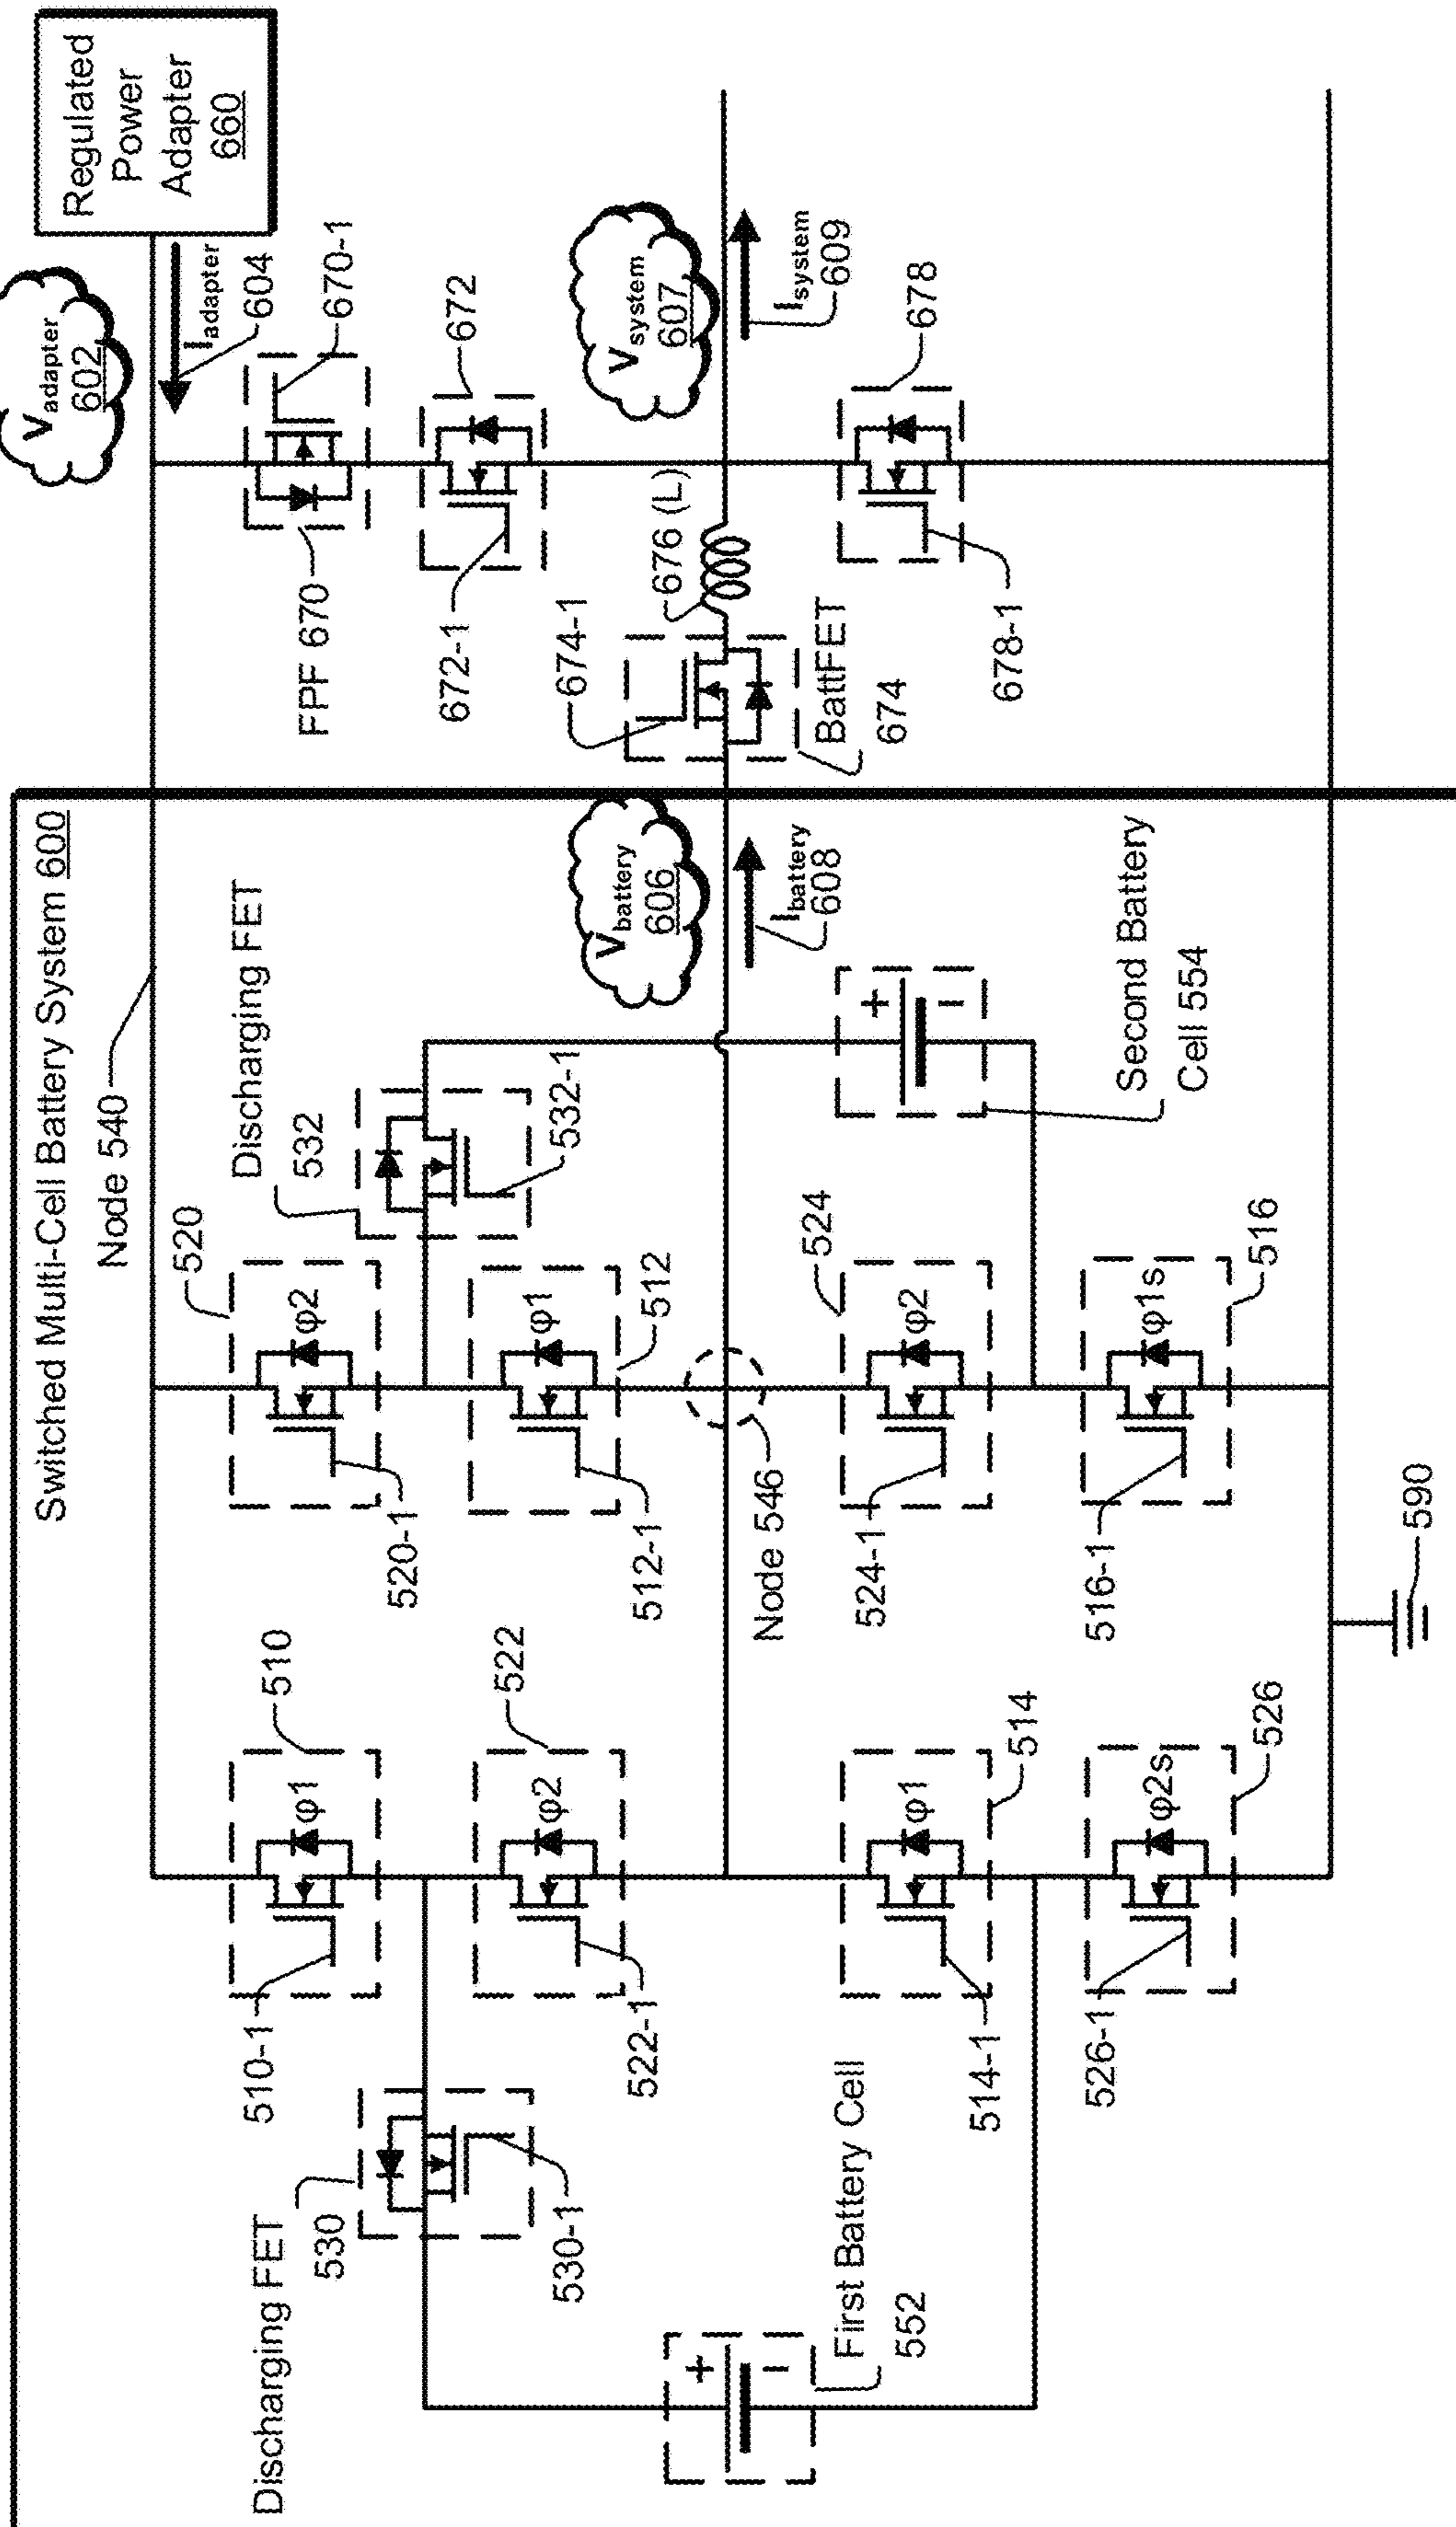 Switched Multi-Cell Battery System 600
Node 540
Regulated
Power
Adapter
660
Vadapter
602
Iadapter
604
670-1
FPF 670
672
672-1
Vsystem
607
Isystem
609
676 (L)
674-1
BattFET
674
678
678-1
Vbattery
606
Ibattery
608
Discharging FET
532
532-1
520
φ2
520-1
512
φ1
512-1
Node 546
524
φ2
524-1
516
φ1s
516-1
Second Battery
Cell 554
510
φ1
510-1
522
φ2
522-1
514
φ1
514-1
526
φ2s
526-1
590
Discharging FET
530
530-1
+
−
First Battery Cell
552
+
−